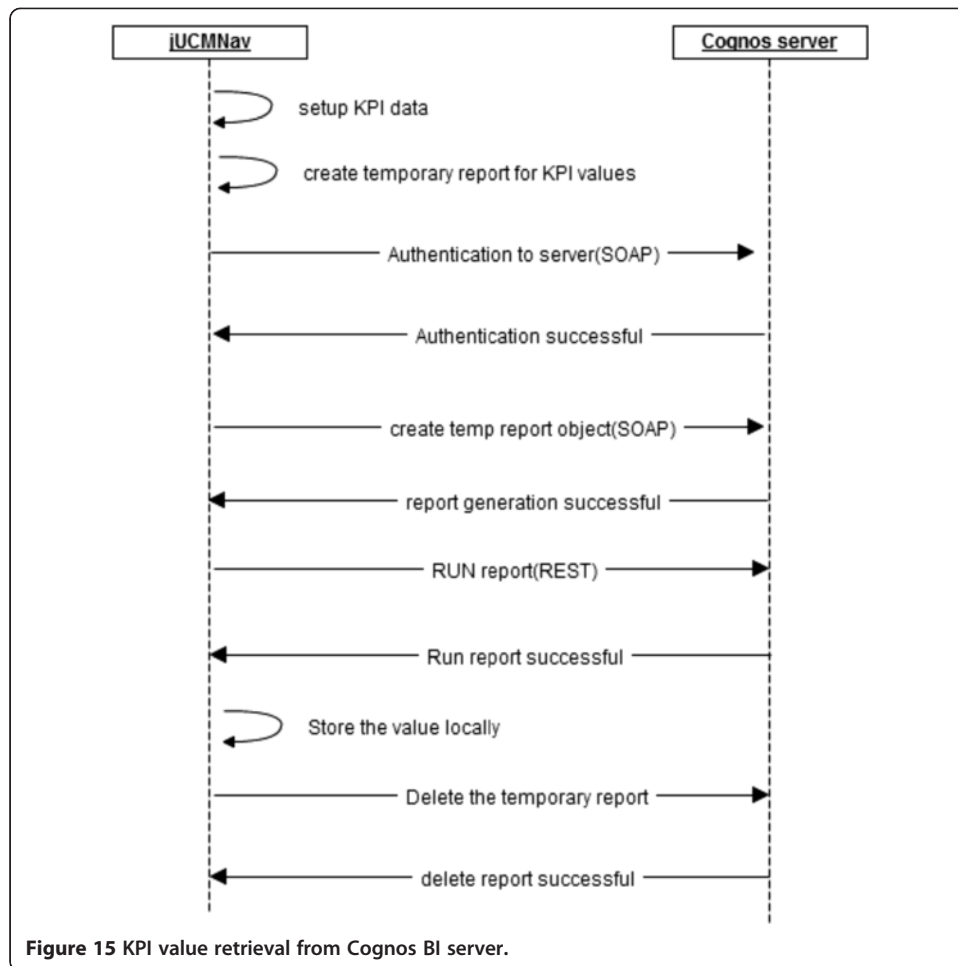 jUCMNav
Cognos server
setup KPI data
create temporary report for KPI values
Authentication to server(SOAP)
Authentication successful
create temp report object(SOAP)
report generation successful
RUN report(REST)
Run report successful
Store the value locally
Delete the temporary report
delete report successful
Figure 15 KPI value retrieval from Cognos BI server.